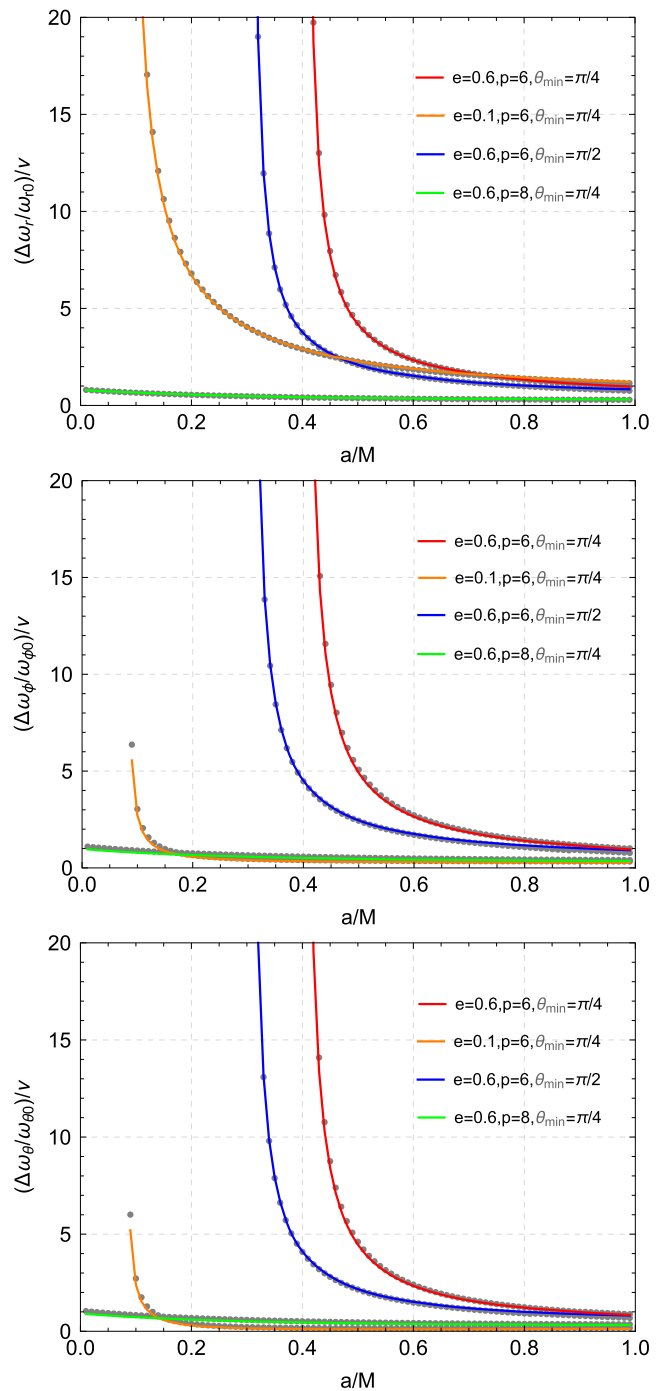 20
15
10
5
0
(Δω_r/ω_r0)/ν
e=0.6,p=6,θ_min=π/4
e=0.1,p=6,θ_min=π/4
e=0.6,p=6,θ_min=π/2
e=0.6,p=8,θ_min=π/4
0.0 0.2 0.4 0.6 0.8 1.0
a/M
20
15
10
5
0
(Δω_ϕ/ω_ϕ0)/ν
e=0.6,p=6,θ_min=π/4
e=0.1,p=6,θ_min=π/4
e=0.6,p=6,θ_min=π/2
e=0.6,p=8,θ_min=π/4
0.0 0.2 0.4 0.6 0.8 1.0
a/M
20
15
10
5
0
(Δω_θ/ω_θ0)/ν
e=0.6,p=6,θ_min=π/4
e=0.1,p=6,θ_min=π/4
e=0.6,p=6,θ_min=π/2
e=0.6,p=8,θ_min=π/4
0.0 0.2 0.4 0.6 0.8 1.0
a/M